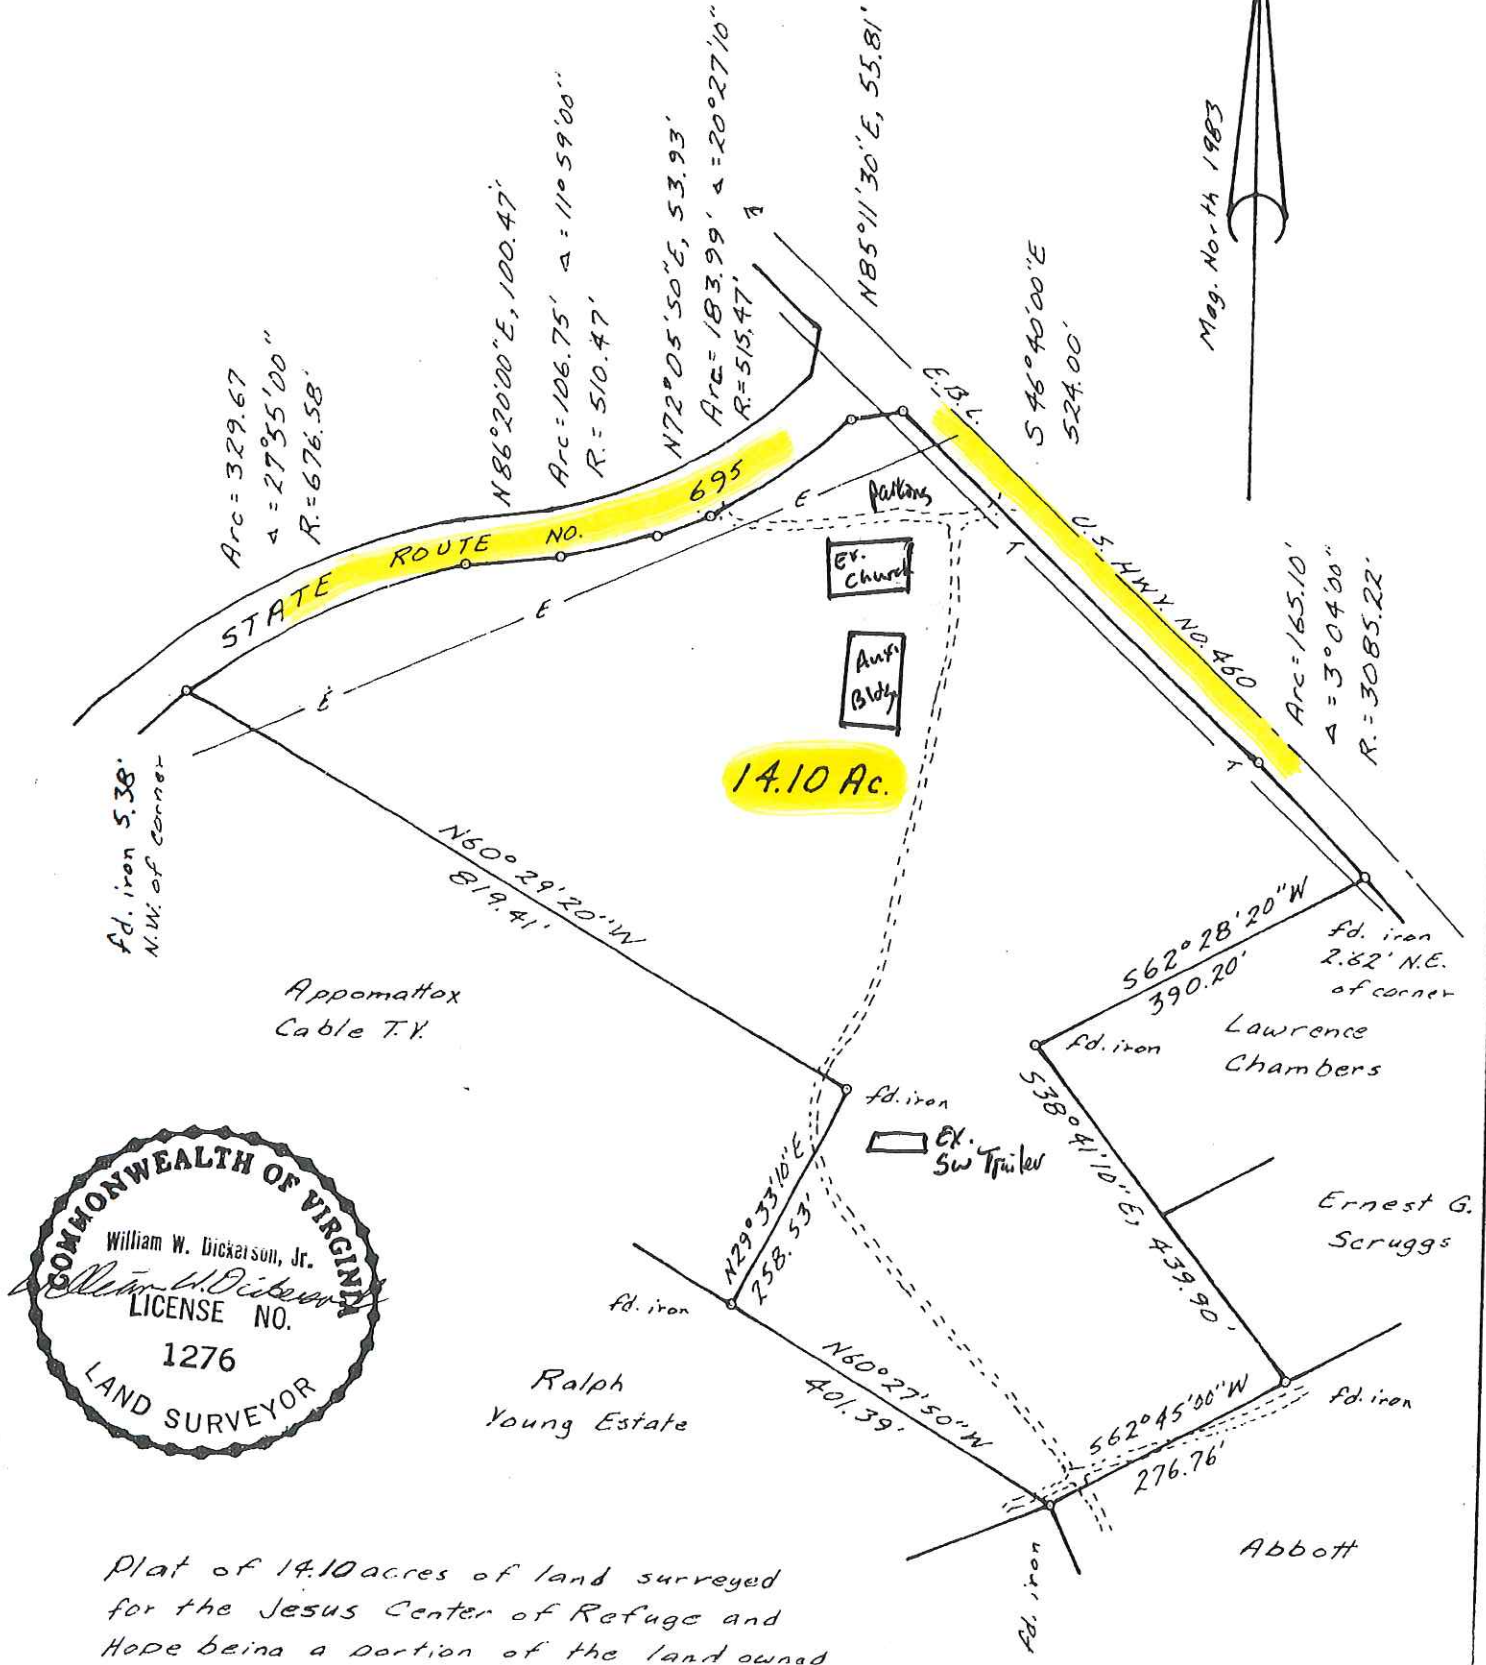 Arc = 329.67
Δ = 27°55'00"
R. = 676.58'
N86°20'00"E, 100.47'
Arc = 106.75' Δ = 11°59'00"
R. = 510.47'
N72°05'50"E, 53.93'
Arc = 183.99' Δ = 20°27'10"
R. = 515.47'
N85°11'30"E, 55.81'
S46°40'00"E
524.00'
Mag. North 1983
E.B.L.
U.S. HWY. NO. 460
STATE ROUTE NO. 695
E
E
E
T
T
parking
Ex.
Church
Bldg
14.10 Ac.
Arc = 165.10'
Δ = 3°04'00"
R. = 3085.22'
fd. iron 5.38'
N.W. of corner
N60°29'20"W
819.41'
Appomattox
Cable T.V.
S62°28'20"W
390.20'
fd. iron
2.62' N.E.
of corner
Lawrence
Chambers
fd. iron
fd. iron
S38°41'10"E, 439.90'
EX.
SW Trailer
Ernest G.
Scruggs
N29°33'10"E
258.53'
fd. iron
N60°27'50"W
401.39'
Ralph
Young Estate
S62°45'00"W
276.76'
fd. iron
fd. iron
Abbott
COMMONWEALTH OF VIRGINIA
William W. Dickerson, Jr.
William W. Dickerson Jr
LICENSE NO.
1276
LAND SURVEYOR
Plat of 14.10 acres of land surveyed
for the Jesus Center of Refuge and
Hope being a portion of the land owned